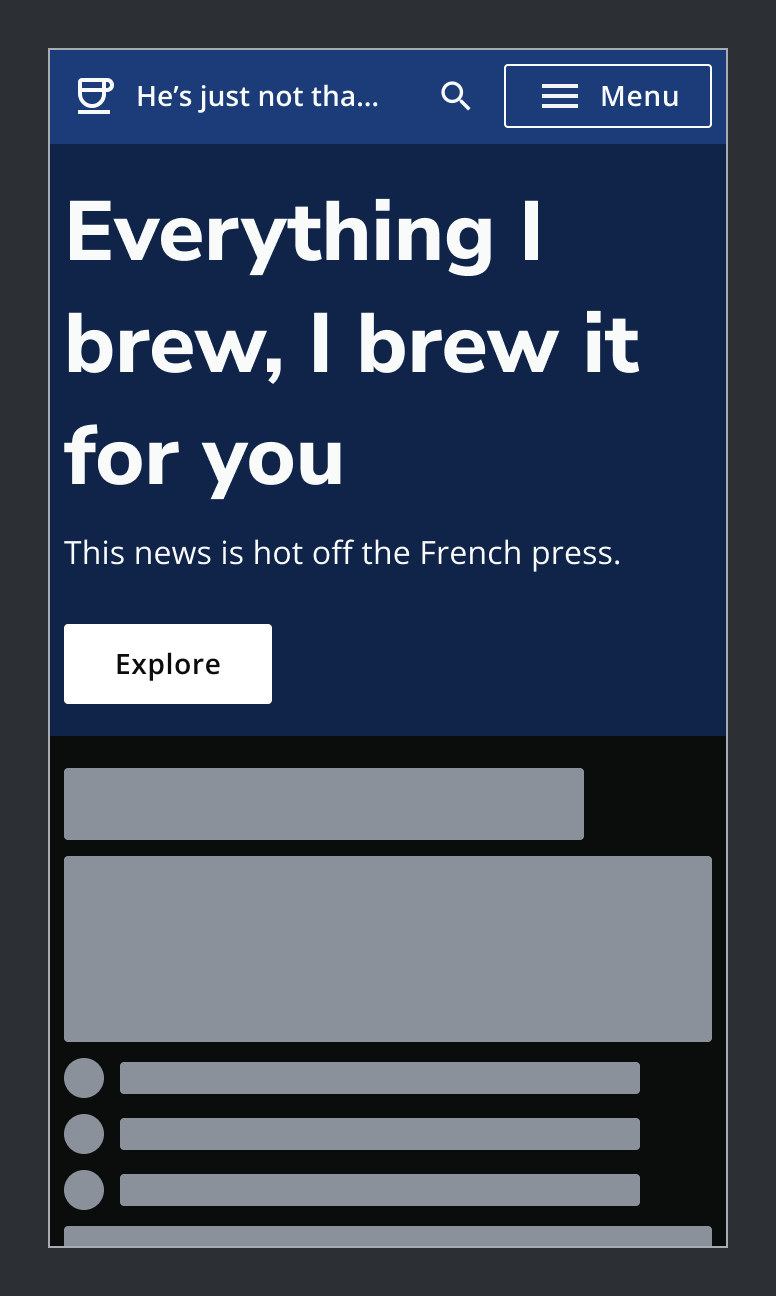 He’s just not tha...
Menu
Everything I
brew, I brew it
for you
This news is hot off the French press.
Explore